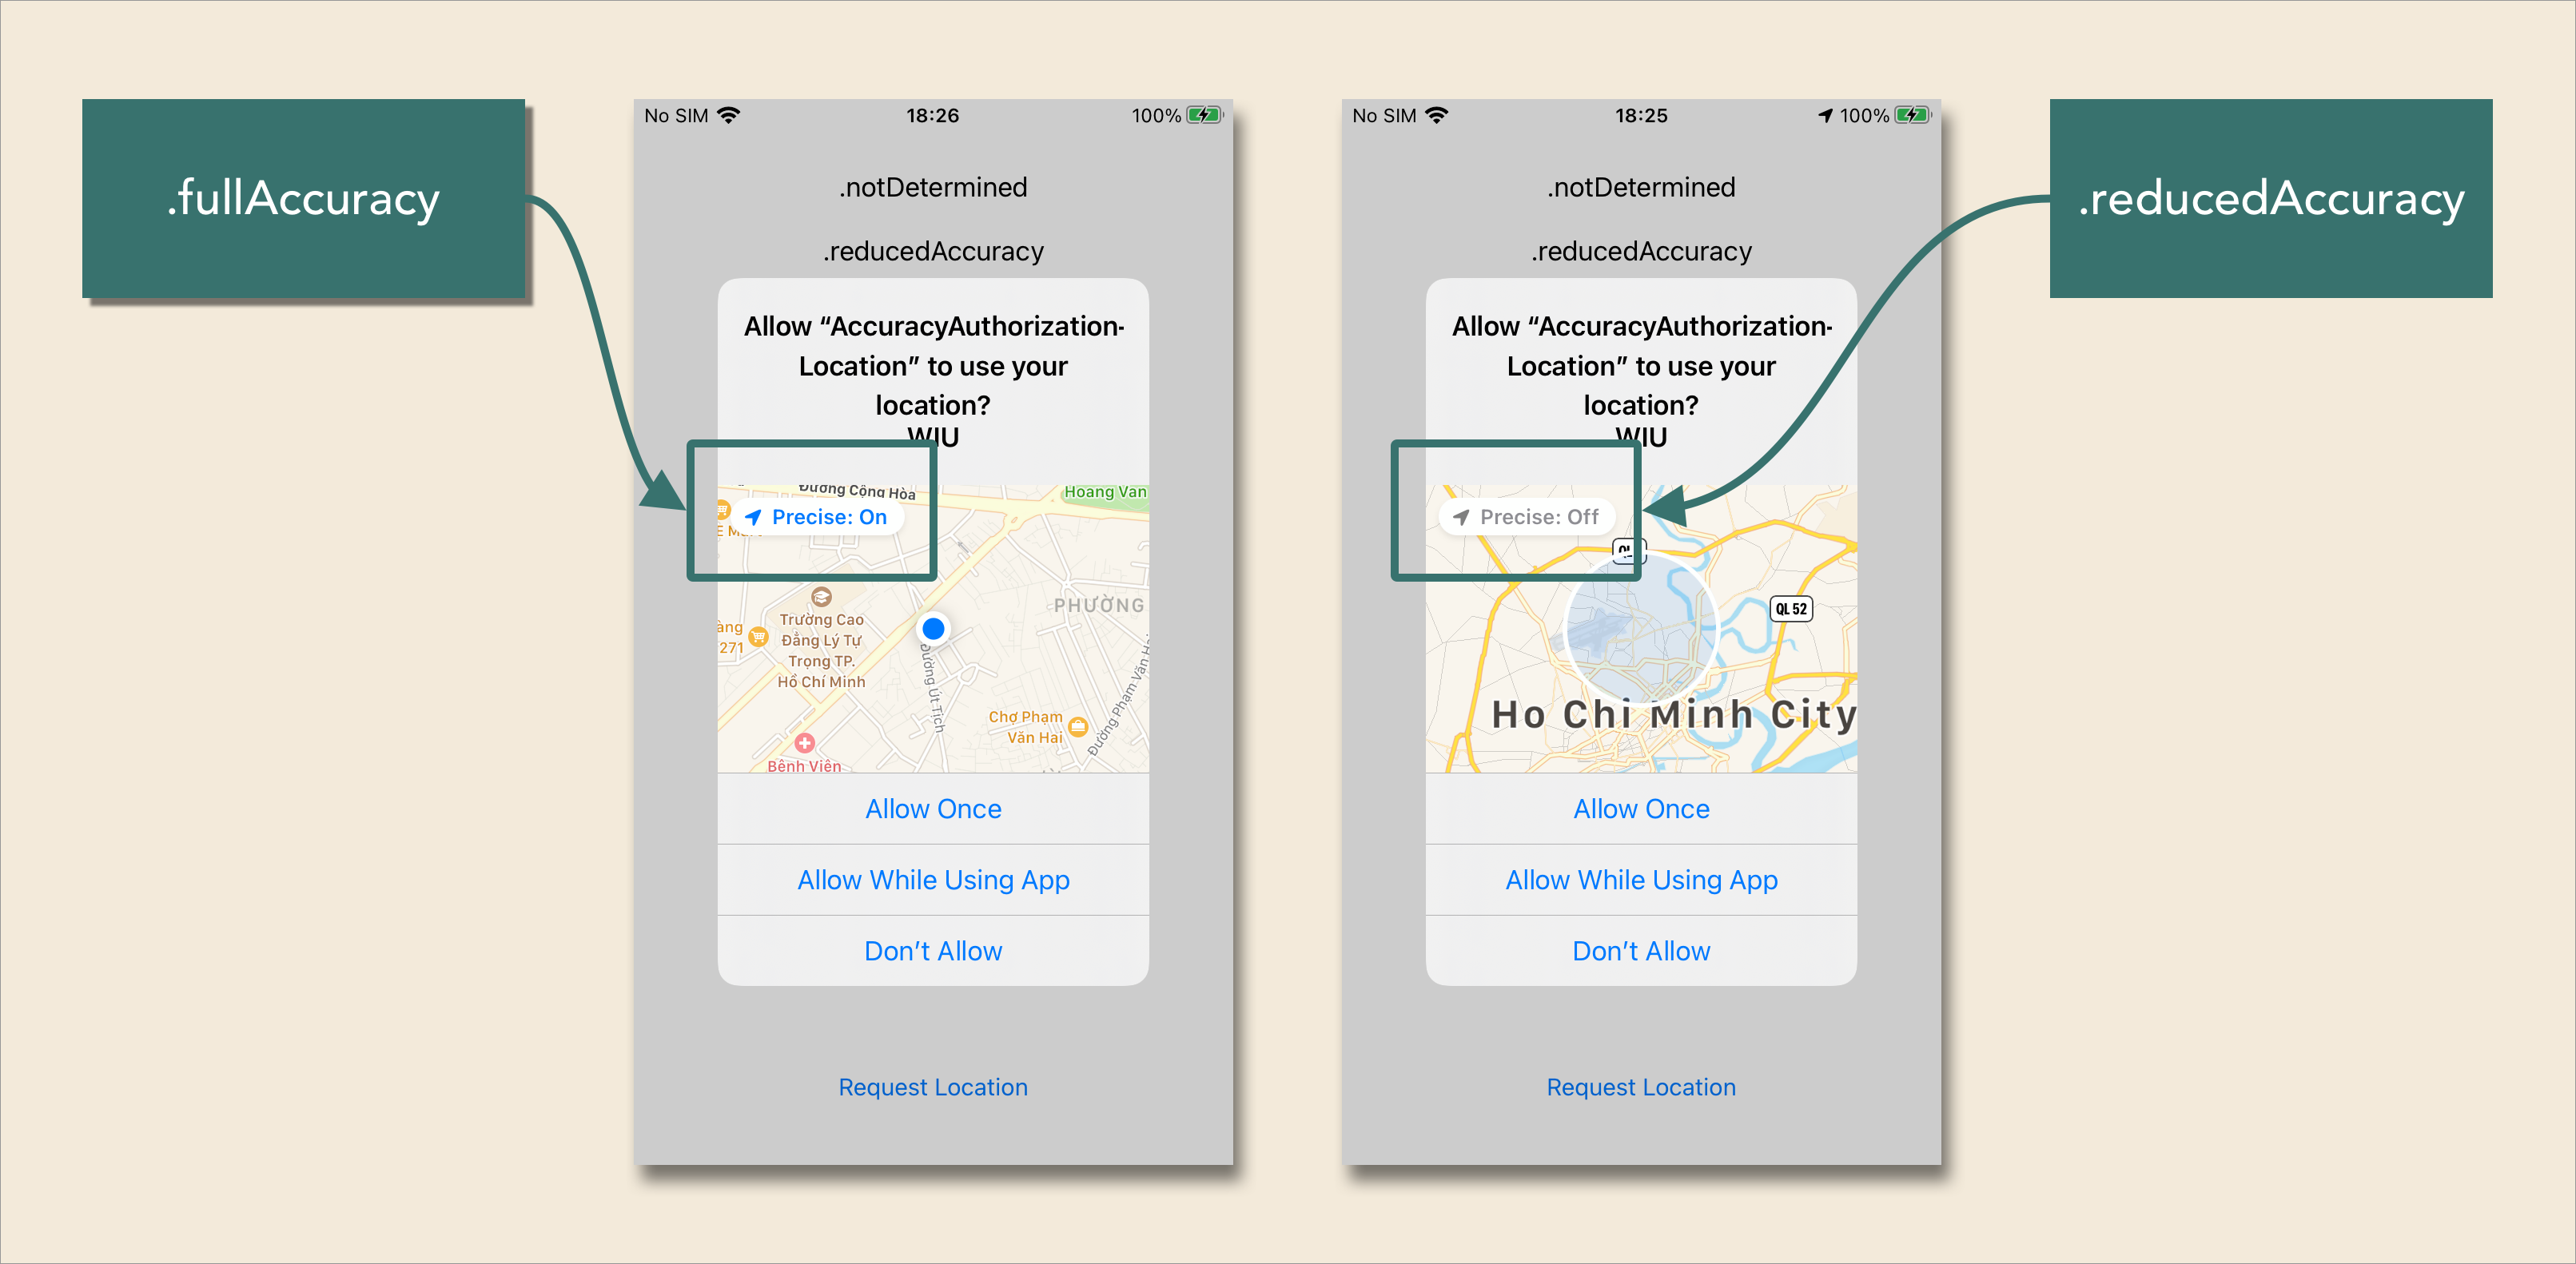 .fullAccuracy
No SIM 18:26 100%
.notDetermined
.reducedAccuracy
Allow “AccuracyAuthorization-
Location” to use your
location?
WIU
Đường Cộng Hòa
Hoang Van
Precise: On
PHƯỜNG
Trường Cao
Đẳng Lý Tự
Trọng TP.
Hồ Chí Minh
àng
271
Đường Út Tịch
Chợ Phạm
Văn Hai
Đường Phạm Văn
Bệnh Viện
Allow Once
Allow While Using App
Don’t Allow
Request Location
No SIM 18:25 100%
.notDetermined
.reducedAccuracy
Allow “AccuracyAuthorization-
Location” to use your
location?
WIU
Precise: Off
QL
QL 52
Ho Chi Minh City
Allow Once
Allow While Using App
Don’t Allow
Request Location
.reducedAccuracy